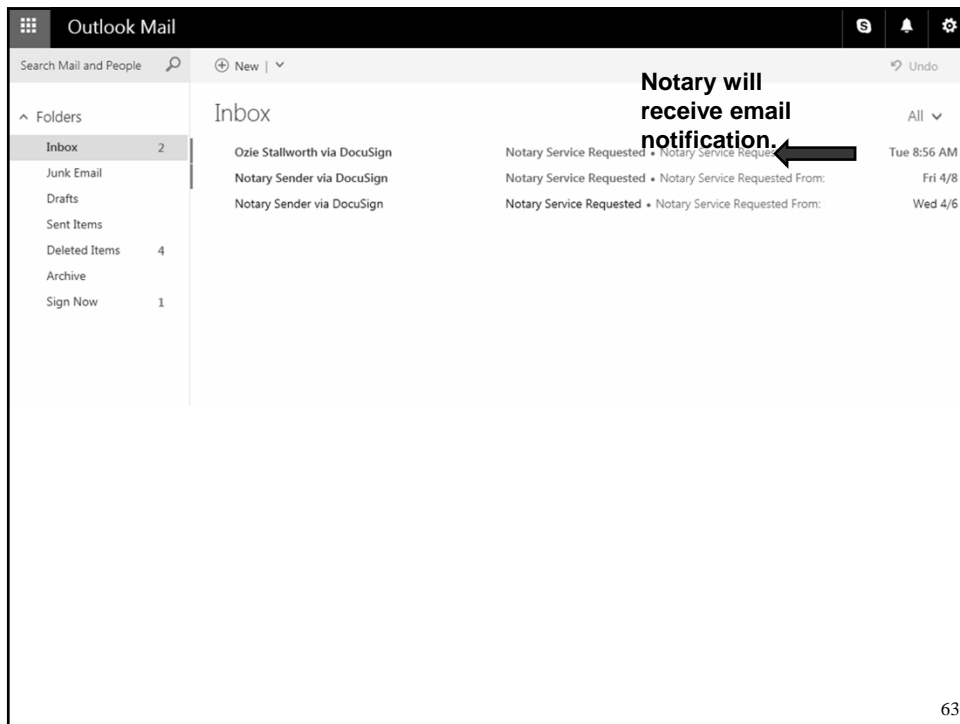 Outlook Mail
Search Mail and People
New
Undo
Notary will
receive email
notification.
Folders
Inbox 2
Junk Email
Drafts
Sent Items
Deleted Items 4
Archive
Sign Now 1
Inbox
All
Ozie Stallworth via DocuSign Notary Service Requested • Notary Service Reques Tue 8:56 AM
Notary Sender via DocuSign Notary Service Requested • Notary Service Requested From: Fri 4/8
Notary Sender via DocuSign Notary Service Requested • Notary Service Requested From: Wed 4/6
63